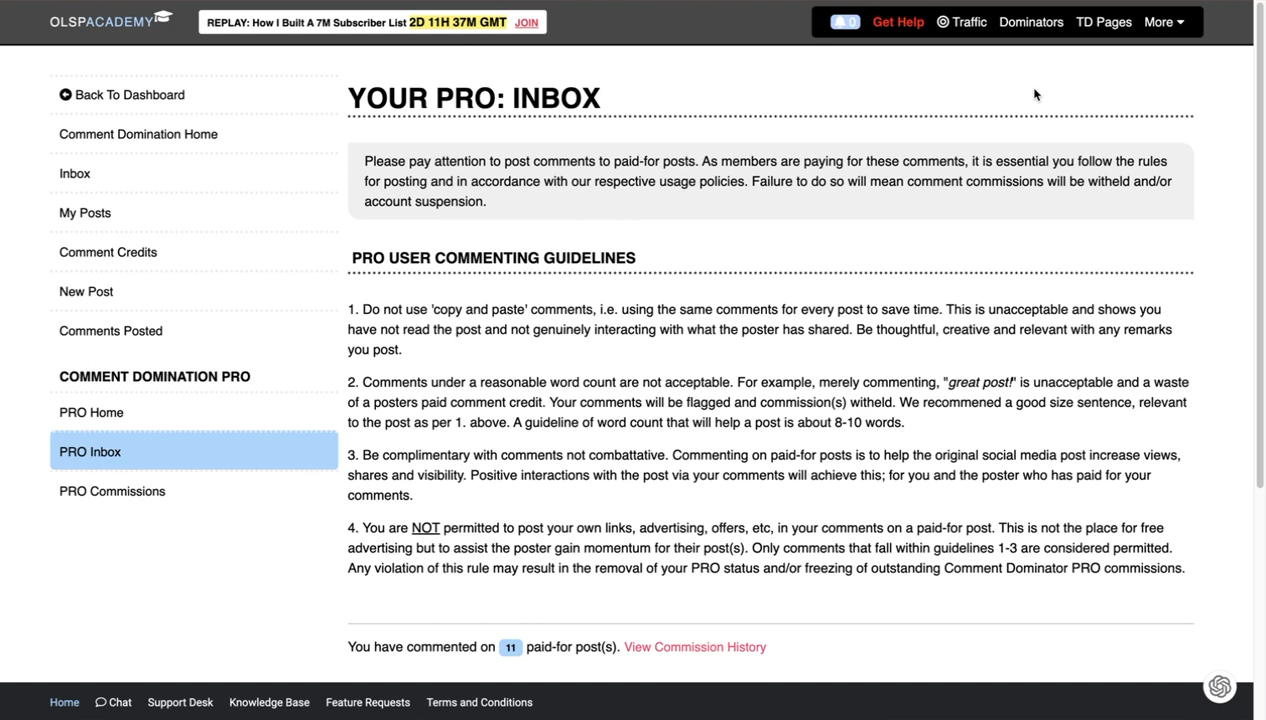 OLSPACADEMY
REPLAY: How I Built A 7M Subscriber List 2D 11H 37M GMT JOIN
0 Get Help Traffic Dominators TD Pages More
Back To Dashboard
Comment Domination Home
Inbox
My Posts
Comment Credits
New Post
Comments Posted
COMMENT DOMINATION PRO
PRO Home
PRO Inbox
PRO Commissions
YOUR PRO: INBOX
Please pay attention to post comments to paid-for posts. As members are paying for these comments, it is essential you follow the rules
for posting and in accordance with our respective usage policies. Failure to do so will mean comment commissions will be witheld and/or
account suspension.
PRO USER COMMENTING GUIDELINES
1. Do not use 'copy and paste' comments, i.e. using the same comments for every post to save time. This is unacceptable and shows you
have not read the post and not genuinely interacting with what the poster has shared. Be thoughtful, creative and relevant with any remarks
you post.
2. Comments under a reasonable word count are not acceptable. For example, merely commenting, "great post!" is unacceptable and a waste
of a posters paid comment credit. Your comments will be flagged and commission(s) witheld. We recommened a good size sentence, relevant
to the post as per 1. above. A guideline of word count that will help a post is about 8-10 words.
3. Be complimentary with comments not combattative. Commenting on paid-for posts is to help the original social media post increase views,
shares and visibility. Positive interactions with the post via your comments will achieve this; for you and the poster who has paid for your
comments.
4. You are NOT permitted to post your own links, advertising, offers, etc, in your comments on a paid-for post. This is not the place for free
advertising but to assist the poster gain momentum for their post(s). Only comments that fall within guidelines 1-3 are considered permitted.
Any violation of this rule may result in the removal of your PRO status and/or freezing of outstanding Comment Dominator PRO commissions.
You have commented on 11 paid-for post(s). View Commission History
Home Chat Support Desk Knowledge Base Feature Requests Terms and Conditions